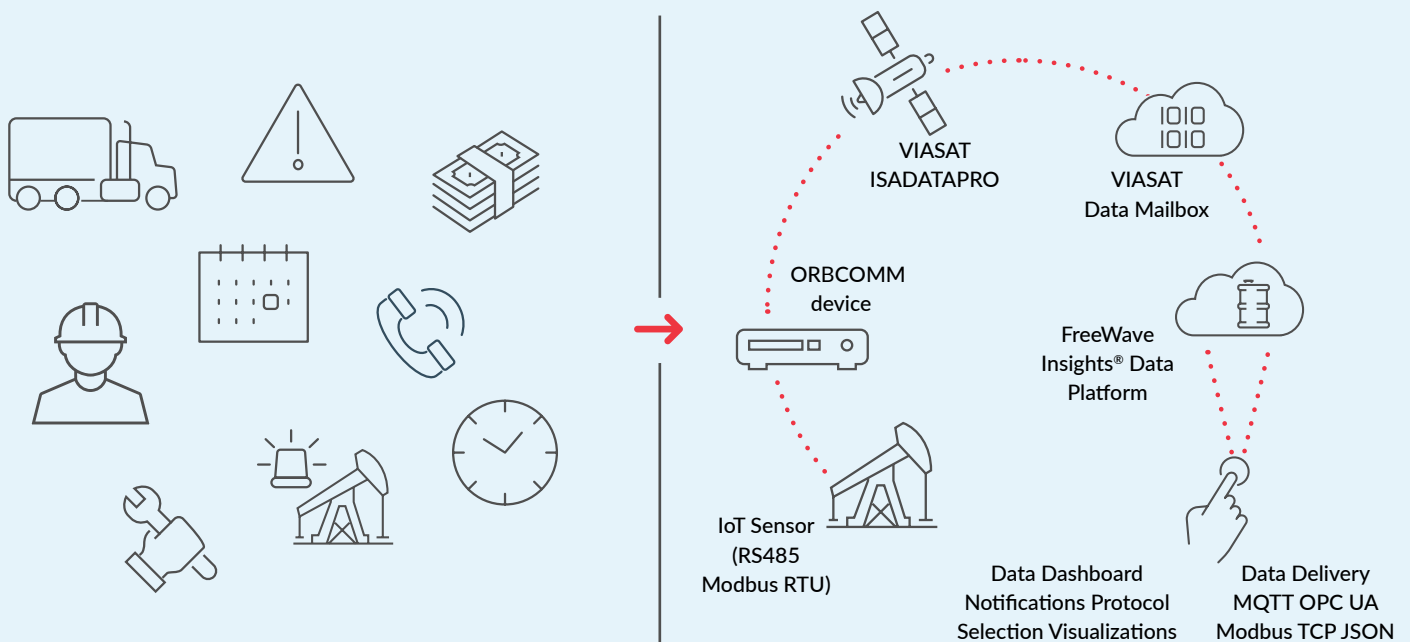 VIASAT
ISADATAPRO
VIASAT
Data Mailbox
ORBCOMM
device
FreeWave
Insights® Data
Platform
IoT Sensor
(RS485
Modbus RTU)
Data Dashboard
Notifications Protocol
Selection Visualizations
Data Delivery
MQTT OPC UA
Modbus TCP JSON
1010
1010